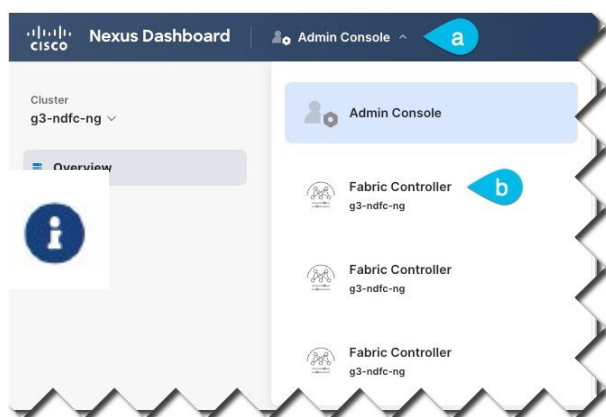 cisco Nexus Dashboard Admin Console a
Cluster
g3-ndfc-ng
Admin Console
Overview
Fabric Controller b
g3-ndfc-ng
Fabric Controller
g3-ndfc-ng
Fabric Controller
g3-ndfc-ng
i